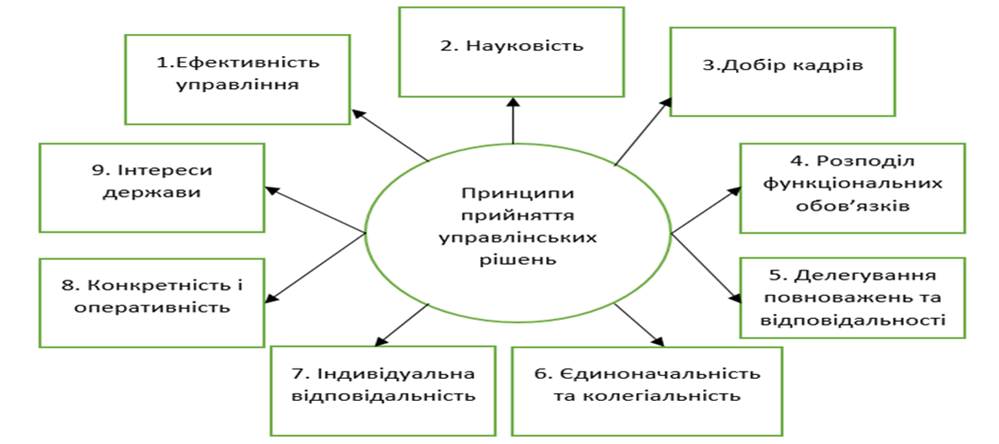 1.Ефективність
управління
2. Науковість
3.Добір кадрів
4. Розподіл
функціональних
обов’язків
5. Делегування
повноважень та
відповідальності
6. Єдиноначальність
та колегіальність
7. Індивідуальна
відповідальність
8. Конкретність і
оперативність
9. Інтереси
держави
Принципи
прийняття
управлінських
рішень